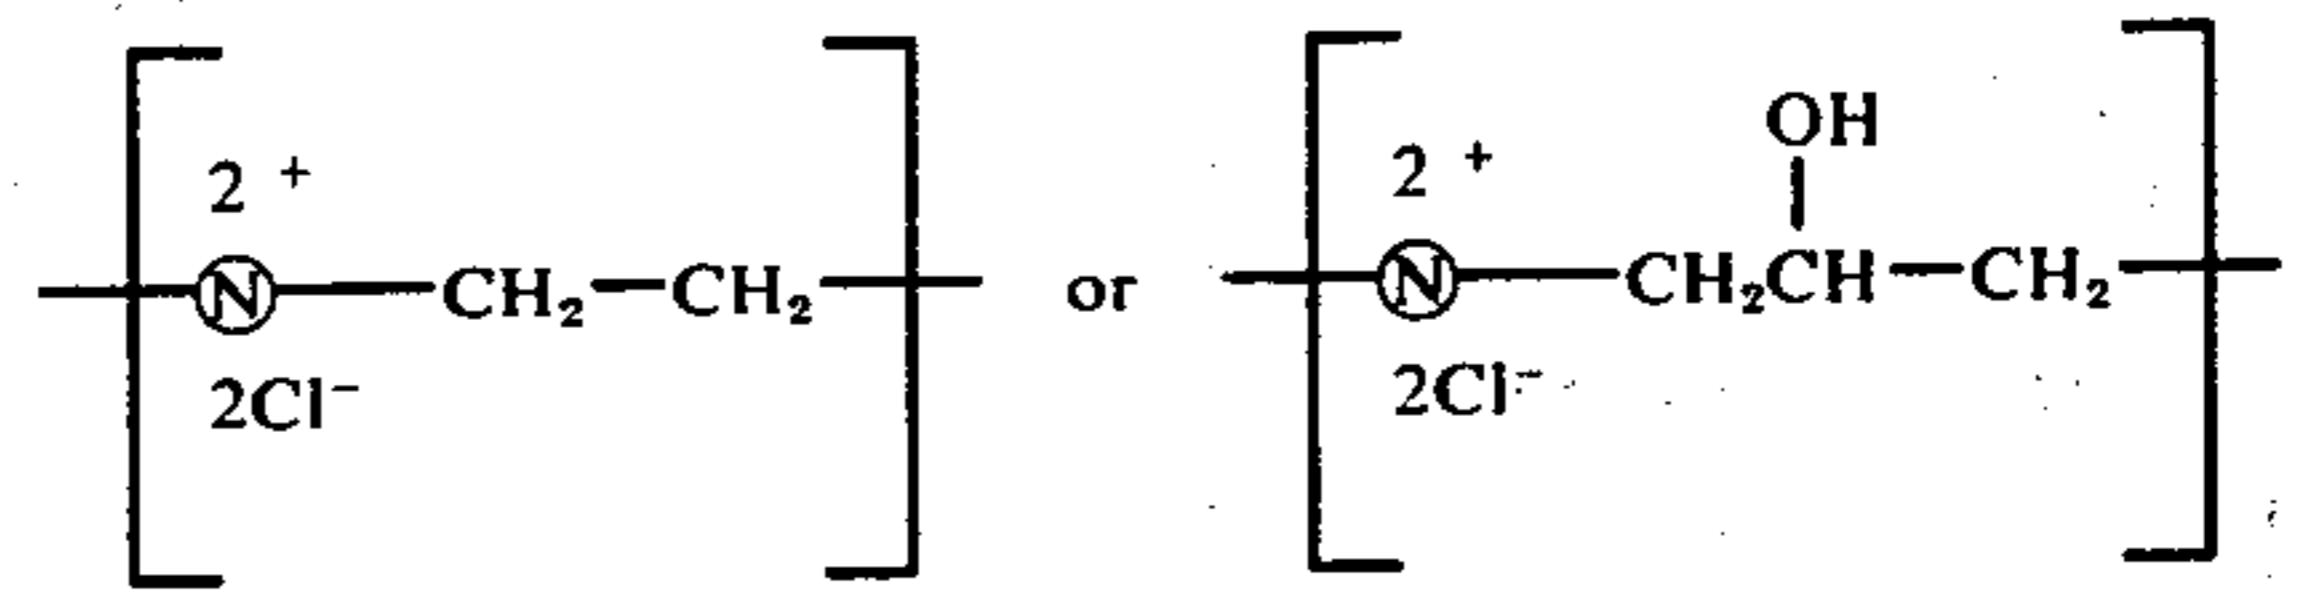 OH
2 + 2 +
N CH₂ CH₂ or N CH₂CH CH₂
2Cl⁻ 2Cl⁻